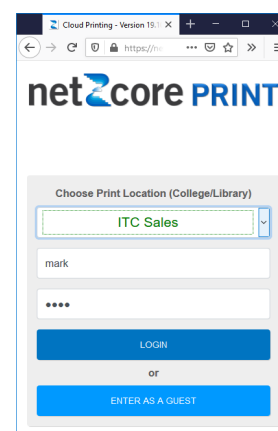 Cloud Printing - Version 19.1
https://ne
netZcore PRINT
Choose Print Location (College/Library)
ITC Sales
mark
••••
LOGIN
or
ENTER AS A GUEST